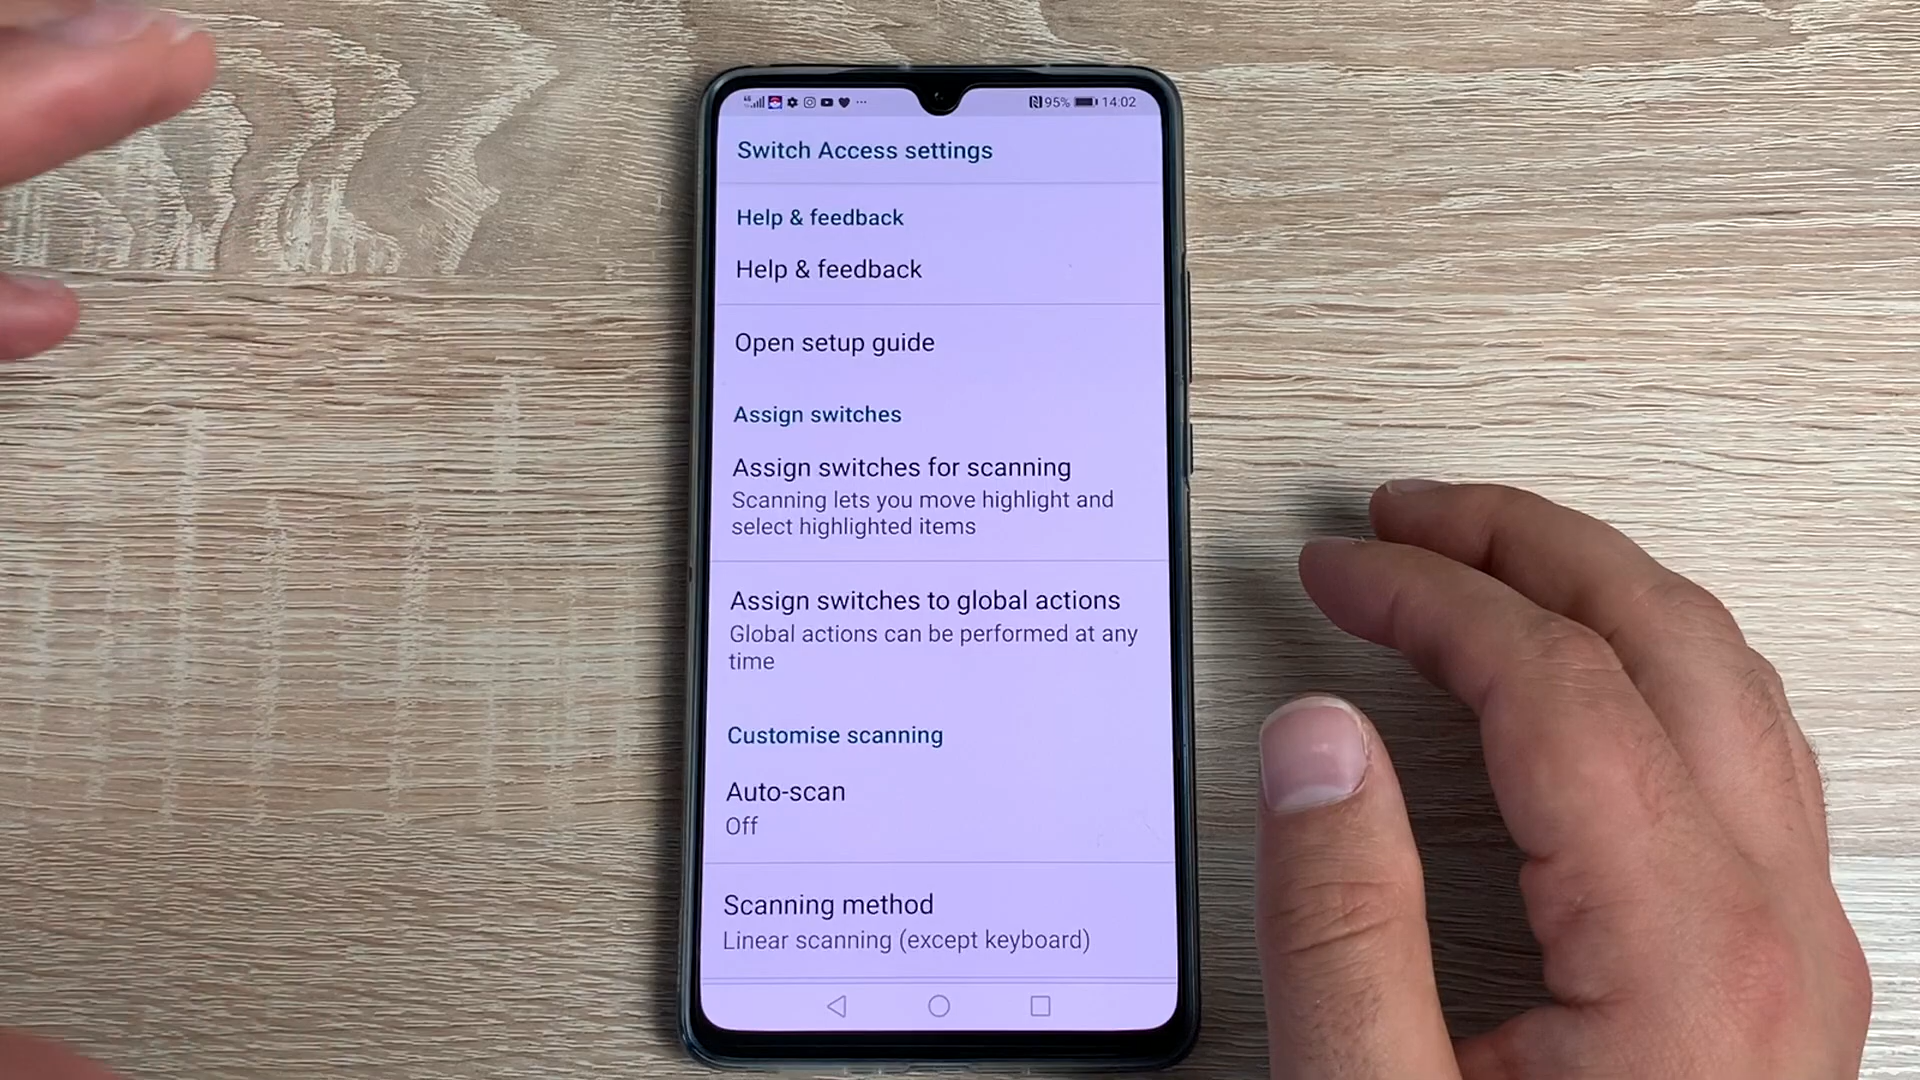 95% 14:02
Switch Access settings
Help & feedback
Help & feedback
Open setup guide
Assign switches
Assign switches for scanning
Scanning lets you move highlight and
select highlighted items
Assign switches to global actions
Global actions can be performed at any
time
Customise scanning
Auto-scan
Off
Scanning method
Linear scanning (except keyboard)